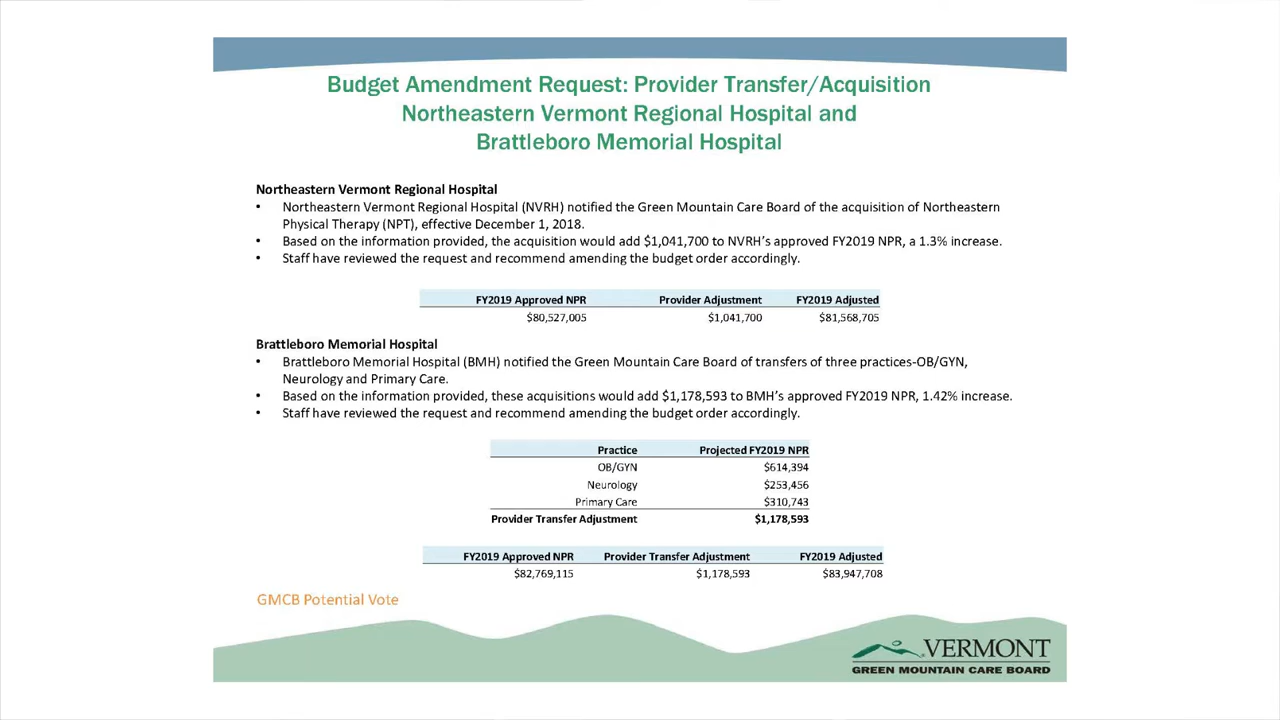 Budget Amendment Request: Provider Transfer/Acquisition
Northeastern Vermont Regional Hospital and
Brattleboro Memorial Hospital
Northeastern Vermont Regional Hospital
• Northeastern Vermont Regional Hospital (NVRH) notified the Green Mountain Care Board of the acquisition of Northeastern
Physical Therapy (NPT), effective December 1, 2018.
• Based on the information provided, the acquisition would add $1,041,700 to NVRH's approved FY2019 NPR, a 1.3% increase.
• Staff have reviewed the request and recommend amending the budget order accordingly.
FY2019 Approved NPR Provider Adjustment FY2019 Adjusted
$80,527,005 $1,041,700 $81,568,705
Brattleboro Memorial Hospital
• Brattleboro Memorial Hospital (BMH) notified the Green Mountain Care Board of transfers of three practices-OB/GYN,
Neurology and Primary Care.
• Based on the information provided, these acquisitions would add $1,178,593 to BMH's approved FY2019 NPR, 1.42% increase.
• Staff have reviewed the request and recommend amending the budget order accordingly.
Practice Projected FY2019 NPR
OB/GYN $614,394
Neurology $253,456
Primary Care $310,743
Provider Transfer Adjustment $1,178,593
FY2019 Approved NPR Provider Transfer Adjustment FY2019 Adjusted
$82,769,115 $1,178,593 $83,947,708
GMCB Potential Vote
VERMONT
GREEN MOUNTAIN CARE BOARD